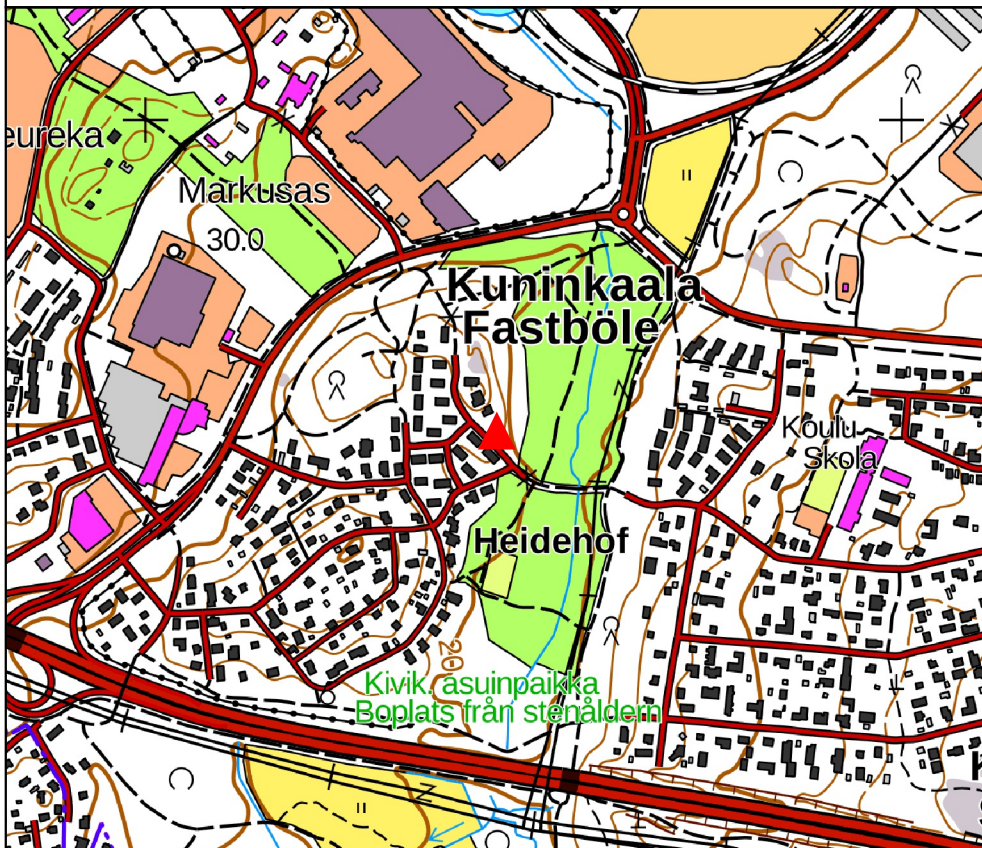 eureka
Markusas
30.0
Kuninkaala
Fastböle
Koulu
Skola
Heidehof
20
Kivik. asuinpaikka
Boplats från stenåldern